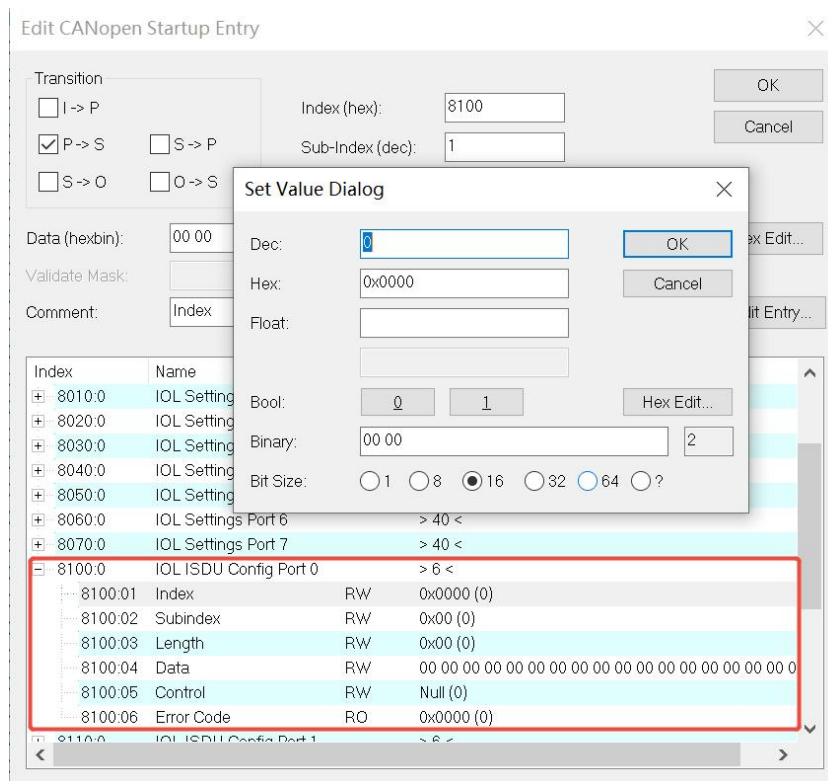 Edit CANopen Startup Entry
Transition
I -> P
P -> S
S -> P
S -> O
O -> S
Index (hex):
8100
Sub-Index (dec):
1
OK
Cancel
Data (hexbin):
00 00
Validate Mask:
Comment:
Index
Edit...
Entry...
Set Value Dialog
Dec:
0
OK
Hex:
0x0000
Cancel
Float:
Bool:
0
1
Hex Edit...
Binary:
00 00
2
Bit Size:
1
8
16
32
64
?
Index Name
8010:0 IOL Setting
8020:0 IOL Setting
8030:0 IOL Setting
8040:0 IOL Setting
8050:0 IOL Setting
8060:0 IOL Settings Port 6 > 40 <
8070:0 IOL Settings Port 7 > 40 <
8100:0 IOL ISDU Config Port 0 > 6 <
8100:01 Index RW 0x0000 (0)
8100:02 Subindex RW 0x00 (0)
8100:03 Length RW 0x00 (0)
8100:04 Data RW 00 00 00 00 00 00 00 00 00 00 00 00 00 00 00 00 00 00 0
8100:05 Control RW Null (0)
8100:06 Error Code RO 0x0000 (0)
8110:0 IOL ISDU Config Port 1 > 6 <